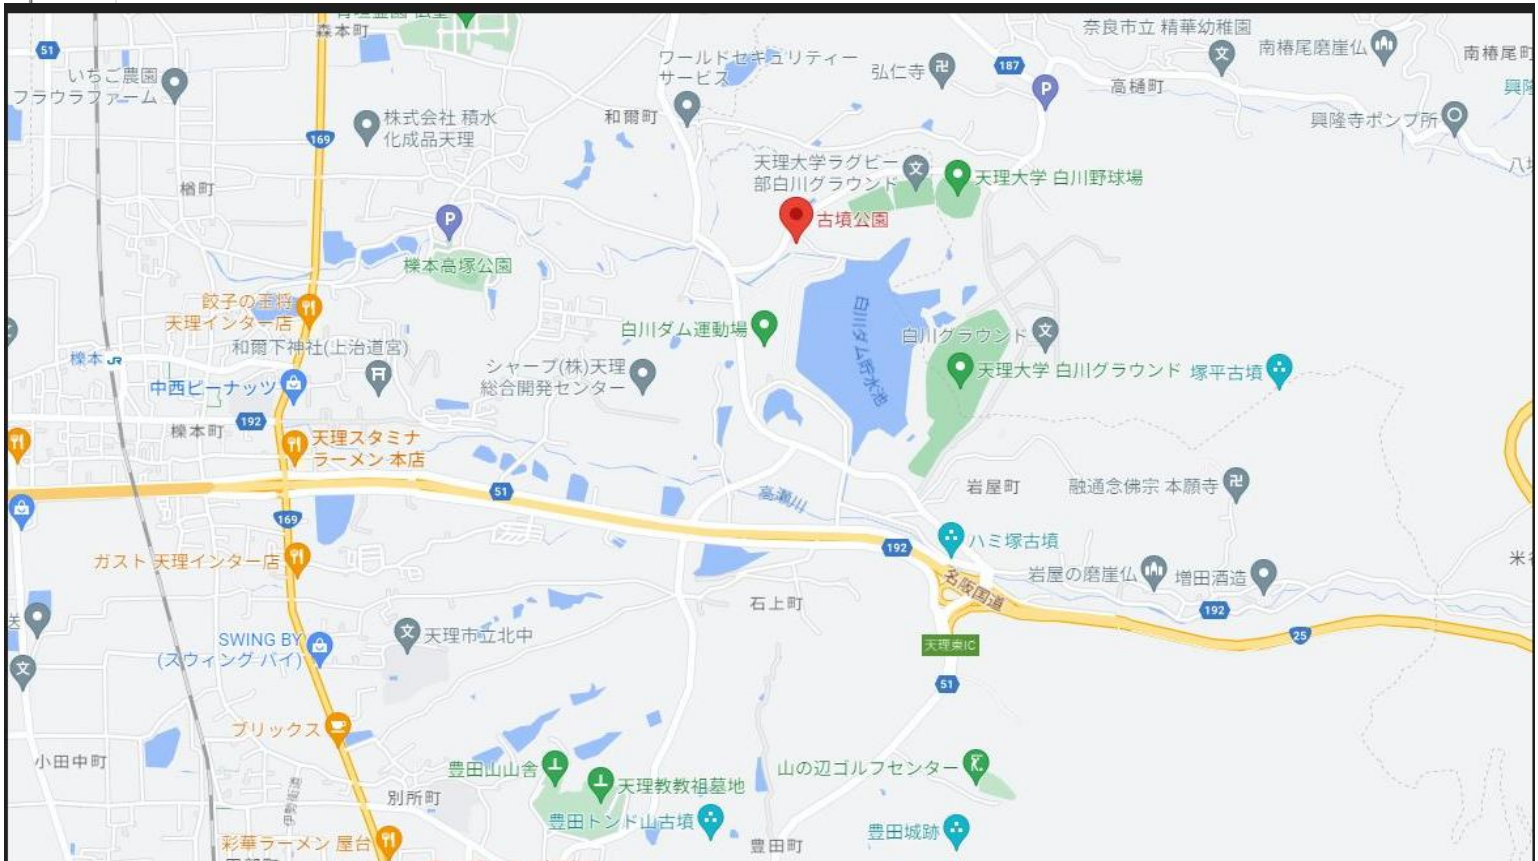 森本町
51
いちご農園
フラウラファーム
株式会社 積水
化成品天理
169
楢町
ワールドセキュリティー
サービス
和爾町
弘仁寺
187
P
奈良市立 精華幼稚園
高樋町
南椿尾磨崖仏
南椿尾町
興隆寺ポンプ所
天理大学ラグビー
部白川グラウンド
天理大学 白川野球場
古墳公園
P
櫟本高塚公園
餃子の王将
天理インター店
和爾下神社(上治道宮)
櫟本 JR
中西ピーナッツ
192
櫟本町
天理スタミナ
ラーメン 本店
シャープ(株)天理
総合開発センター
白川ダム運動場
白川ダム貯水池
白川グラウンド
天理大学 白川グラウンド
塚平古墳
51
高瀬川
岩屋町
融通念佛宗 本願寺
169
192
ハミ塚古墳
名阪国道
岩屋の磨崖仏
増田酒造
192
25
ガスト 天理インター店
石上町
天理東IC
51
SWING BY
(スウィング バイ)
天理市立北中
ブリックス
小田中町
伊勢街道
別所町
豊田山山舎
天理教教祖墓地
豊田トンド山古墳
山の辺ゴルフセンター
豊田城跡
豊田町
彩華ラーメン 屋台